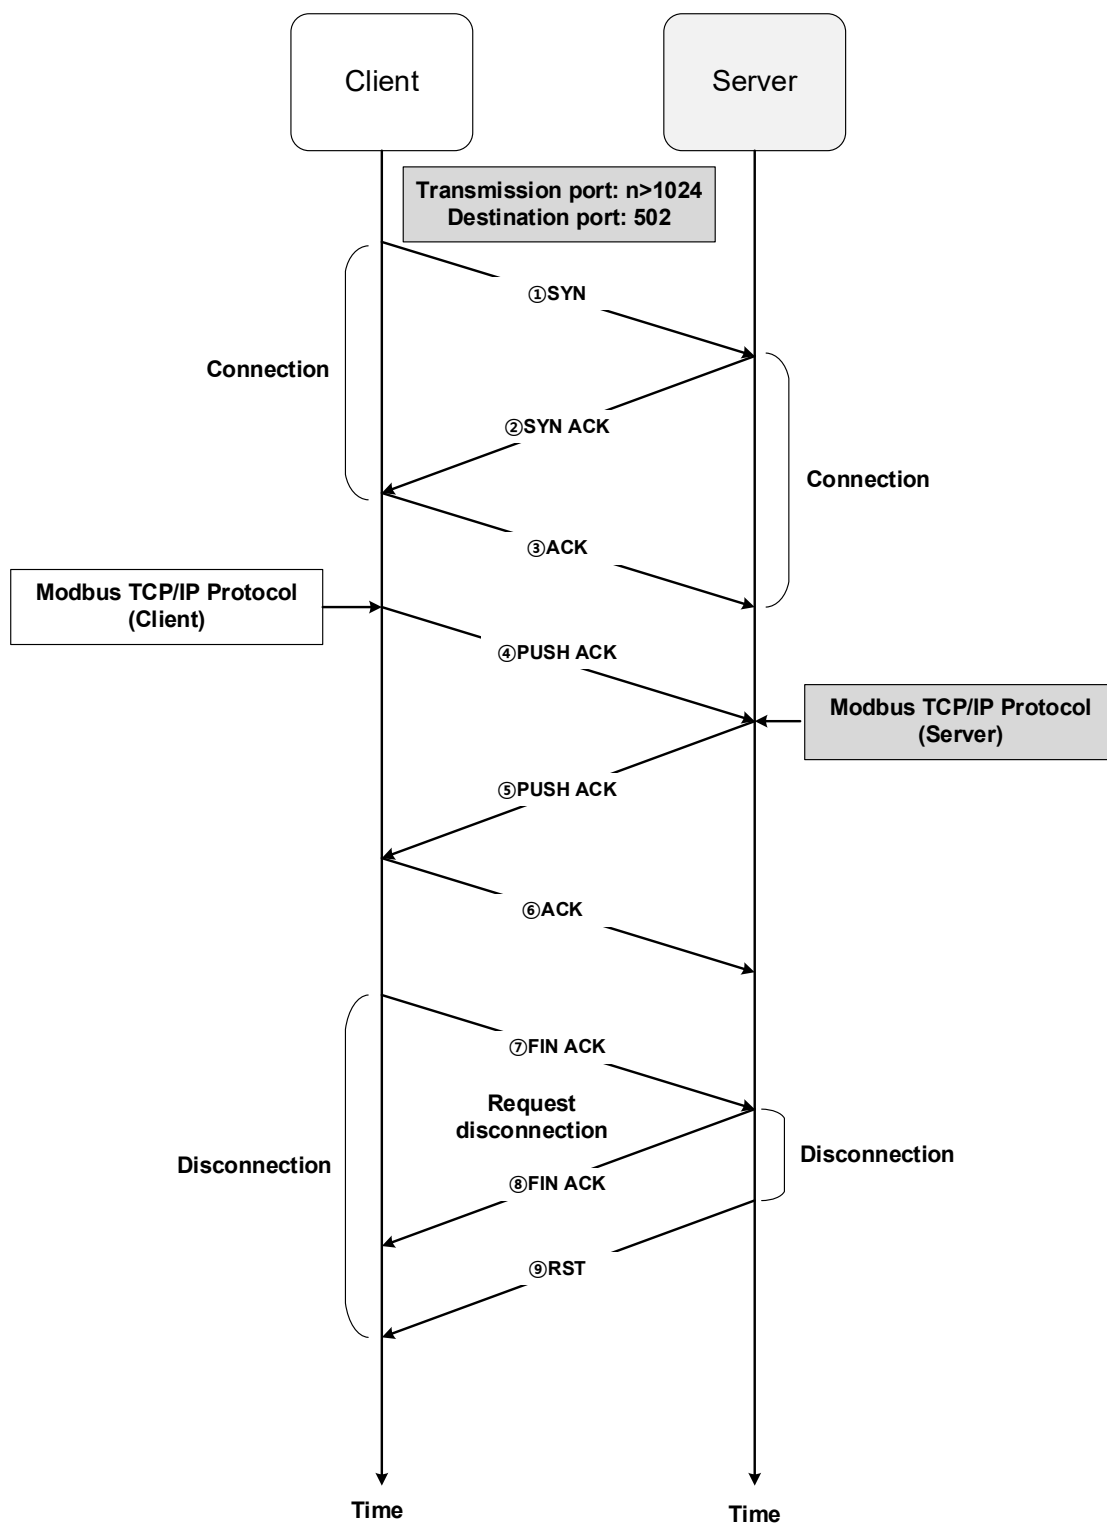 Client
Server
Transmission port: n>1024
Destination port: 502
①SYN
Connection
②SYN ACK
Connection
③ACK
Modbus TCP/IP Protocol
(Client)
④PUSH ACK
Modbus TCP/IP Protocol
(Server)
⑤PUSH ACK
⑥ACK
⑦FIN ACK
Request
disconnection
Disconnection
Disconnection
⑧FIN ACK
⑨RST
Time
Time